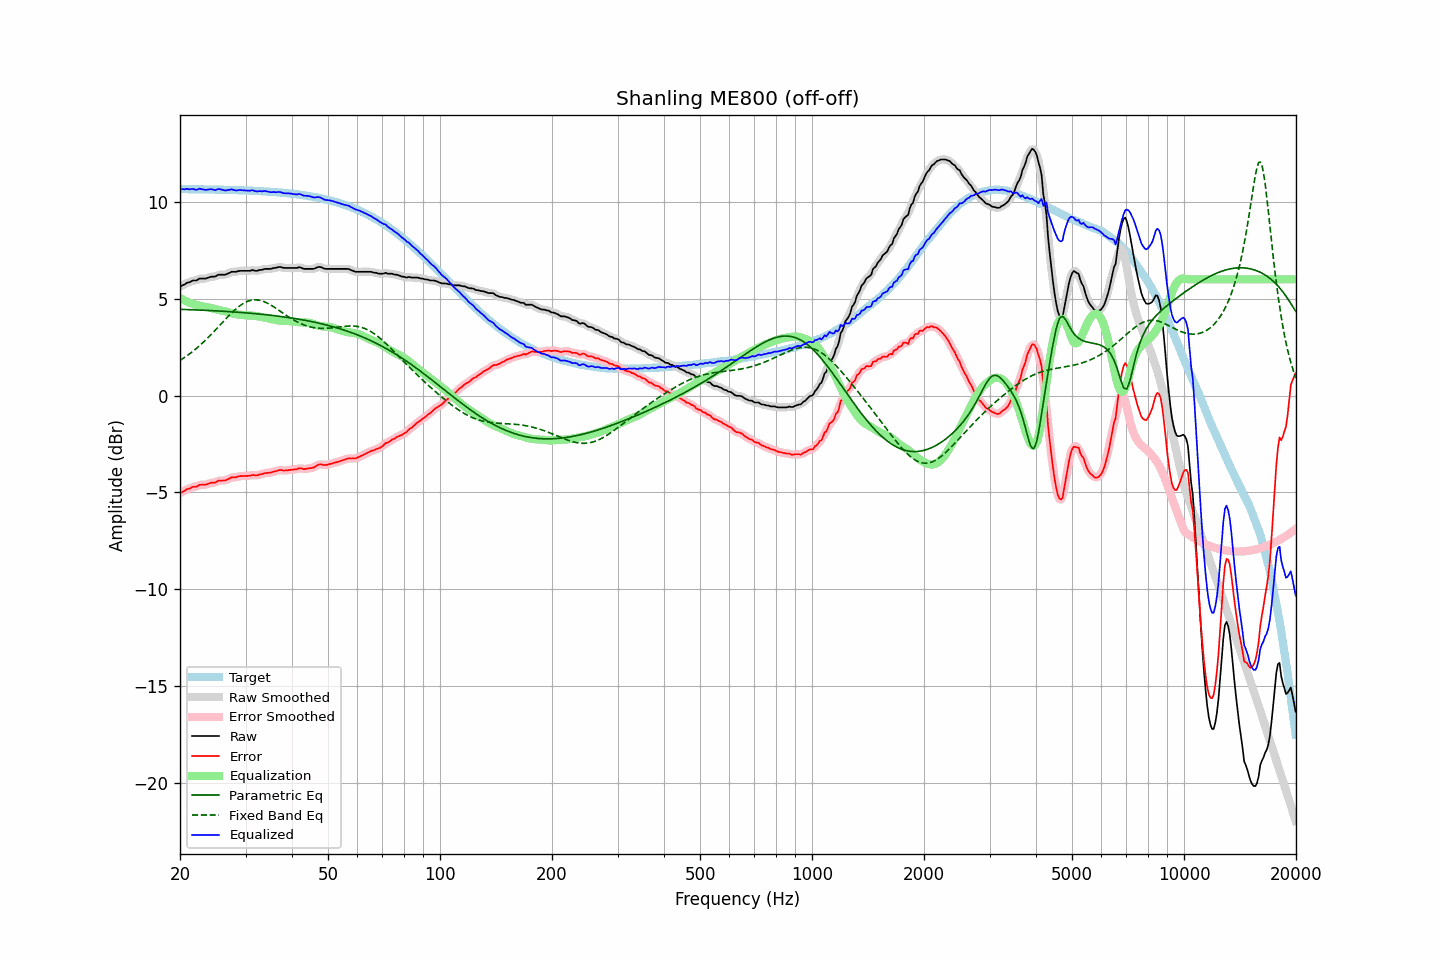 Shanling ME800 (off-off)
Amplitude (dBr)
10
5
0
−5
−10
−15
−20
Target
Raw Smoothed
Error Smoothed
Raw
Error
Equalization
Parametric Eq
Fixed Band Eq
Equalized
20 50 100 200 500 1000 2000 5000 10000 20000
Frequency (Hz)